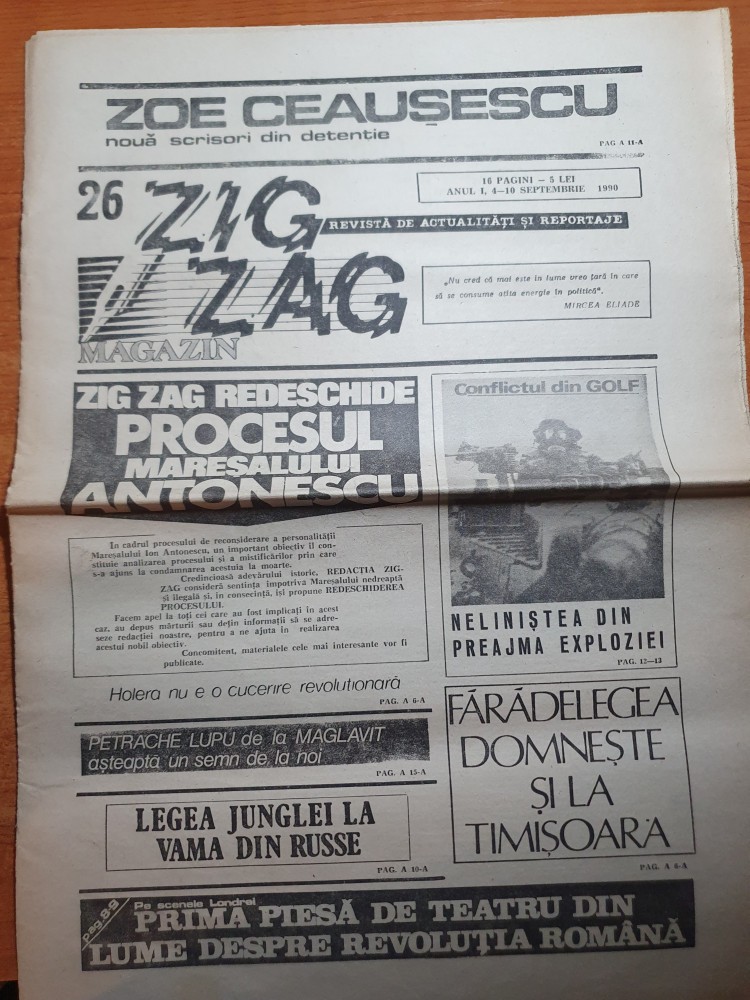 ZOE CEAUȘESCU
nouă scrisori din detentie
PAG A 11-A
26
ZIG
ZAG
MAGAZIN
16 PAGINI — 5 LEI
ANUL I, 4—10 SEPTEMBRIE 1990
REVISTĂ DE ACTUALITĂȚI ȘI REPORTAJE
„Nu cred că mai este în lume vreo țară în care
să se consume atîta energie în politică".
MIRCEA ELIADE
ZIG ZAG REDESCHIDE
PROCESUL
MAREȘALULUI
ANTONESCU
In cadrul procesului de reconsiderare a personalității
Mareșalului Ion Antonescu, un important obiectiv îl con-
stituie analizarea procesului și a mistificărilor prin care
s-a ajuns la condamnarea acestuia la moarte.
Credincioasă adevărului istoric, REDACTIA ZIG-
ZAG consideră sentința împotriva Mareșalului nedreaptă
și ilegală și, în consecință, își propune REDESCHIDEREA
PROCESULUI.
Facem apel la toți cei care au fost implicați în acest
caz, au depus mărturii sau dețin informații să se adre-
seze redacției noastre, pentru a ne ajuta în realizarea
acestui nobil obiectiv.
Concomitent, materialele cele mai interesante vor fi
publicate.
Conflictul din GOLF
NELINIȘTEA DIN
PREAJMA EXPLOZIEI
PAG. 12—13
Holera nu e o cucerire revolutionară
PAG. A 6-A
PETRACHE LUPU de la MAGLAVIT
așteaptă un semn de la noi
PAG. A 15-A
LEGEA JUNGLEI LA
VAMA DIN RUSSE
PAG. A 10-A
FĂRĂDELEGEA
DOMNEȘTE
ȘI LA
TIMIȘOARA
PAG. A 6-A
pag.8-9
Pe scenele Londrei
PRIMA PIESĂ DE TEATRU DIN
LUME DESPRE REVOLUȚIA ROMÂNĂ